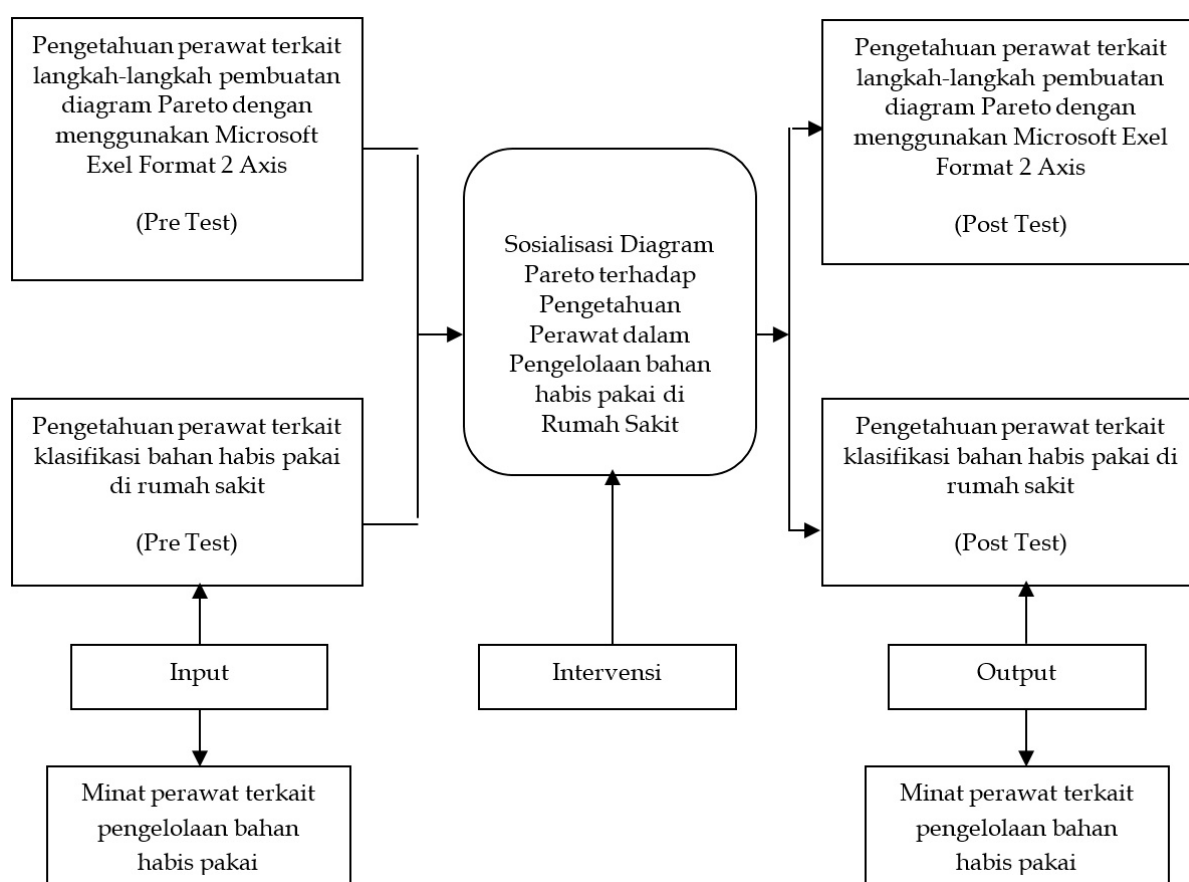 Pengetahuan perawat terkait
langkah-langkah pembuatan
diagram Pareto dengan
menggunakan Microsoft
Exel Format 2 Axis
(Pre Test)
Pengetahuan perawat terkait
klasifikasi bahan habis pakai
di rumah sakit
(Pre Test)
Input
Minat perawat terkait
pengelolaan bahan
habis pakai
Sosialisasi Diagram
Pareto terhadap
Pengetahuan
Perawat dalam
Pengelolaan bahan
habis pakai di
Rumah Sakit
Intervensi
Pengetahuan perawat terkait
langkah-langkah pembuatan
diagram Pareto dengan
menggunakan Microsoft Exel
Format 2 Axis
(Post Test)
Pengetahuan perawat terkait
klasifikasi bahan habis pakai di
rumah sakit
(Post Test)
Output
Minat perawat terkait
pengelolaan bahan
habis pakai